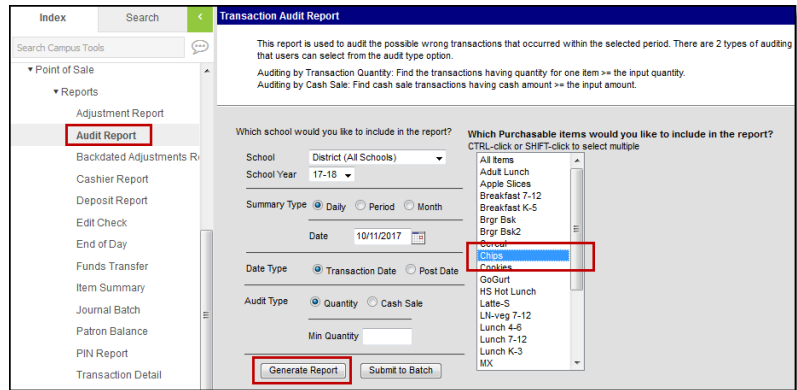 Index
Search
<
Transaction Audit Report
Search Campus Tools
Point of Sale
Reports
Adjustment Report
Audit Report
Backdated Adjustments R
Cashier Report
Deposit Report
Edit Check
End of Day
Funds Transfer
Item Summary
Journal Batch
Patron Balance
PIN Report
Transaction Detail
This report is used to audit the possible wrong transactions that occurred within the selected period. There are 2 types of auditing
that users can select from the audit type option.
Auditing by Transaction Quantity: Find the transactions having quantity for one item >= the input quantity.
Auditing by Cash Sale: Find cash sale transactions having cash amount >= the input amount.
Which school would you like to include in the report?
School District (All Schools)
School Year 17-18
Summary Type Daily Period Month
Date 10/11/2017
Date Type Transaction Date Post Date
Audit Type Quantity Cash Sale
Min Quantity
Generate Report Submit to Batch
Which Purchasable items would you like to include in the report?
CTRL-click or SHIFT-click to select multiple
All Items
Adult Lunch
Apple Slices
Breakfast 7-12
Breakfast K-5
Brgr Bsk
Brgr Bsk2
Cereal
Chips
Cookies
GoGurt
HS Hot Lunch
Latte-S
LN-veg 7-12
Lunch 4-6
Lunch 7-12
Lunch K-3
MX